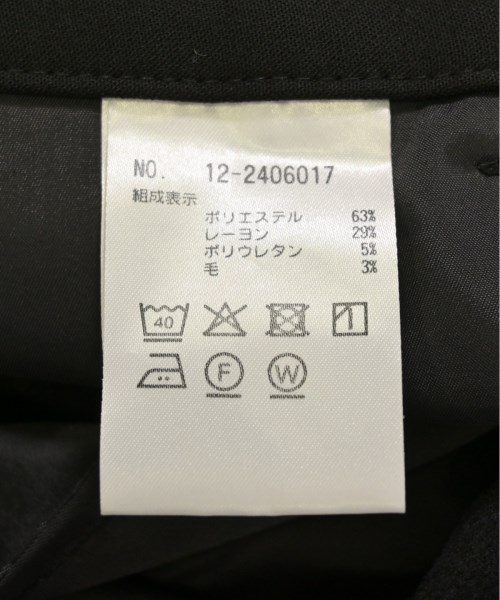 NO. 12-2406017
組成表示
ポリエステル 63%
レーヨン 29%
ポリウレタン 5%
毛 3%
40
F W